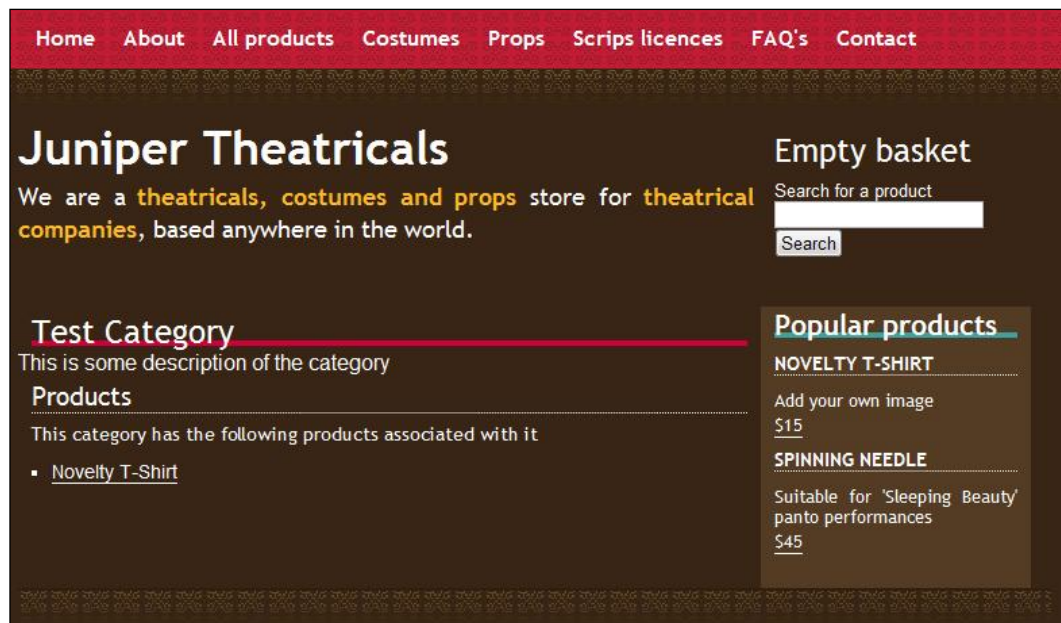 Home About All products Costumes Props Scrips licences FAQ's Contact
Juniper Theatricals
We are a theatricals, costumes and props store for theatrical
companies, based anywhere in the world.
Empty basket
Search for a product
Search
Test Category
This is some description of the category
Products
This category has the following products associated with it
Novelty T-Shirt
Popular products
NOVELTY T-SHIRT
Add your own image
$15
SPINNING NEEDLE
Suitable for 'Sleeping Beauty'
panto performances
$45